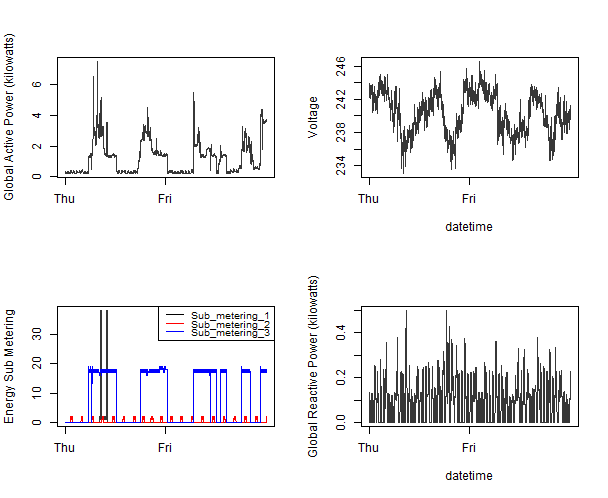 Global Active Power (kilowatts)
0 2 4 6
Thu Fri
Voltage
234 238 242 246
Thu Fri
datetime
Energy Sub Metering
0 10 20 30
Sub_metering_1
Sub_metering_2
Sub_metering_3
Thu Fri
Global Reactive Power (kilowatts)
0.0 0.2 0.4
Thu Fri
datetime